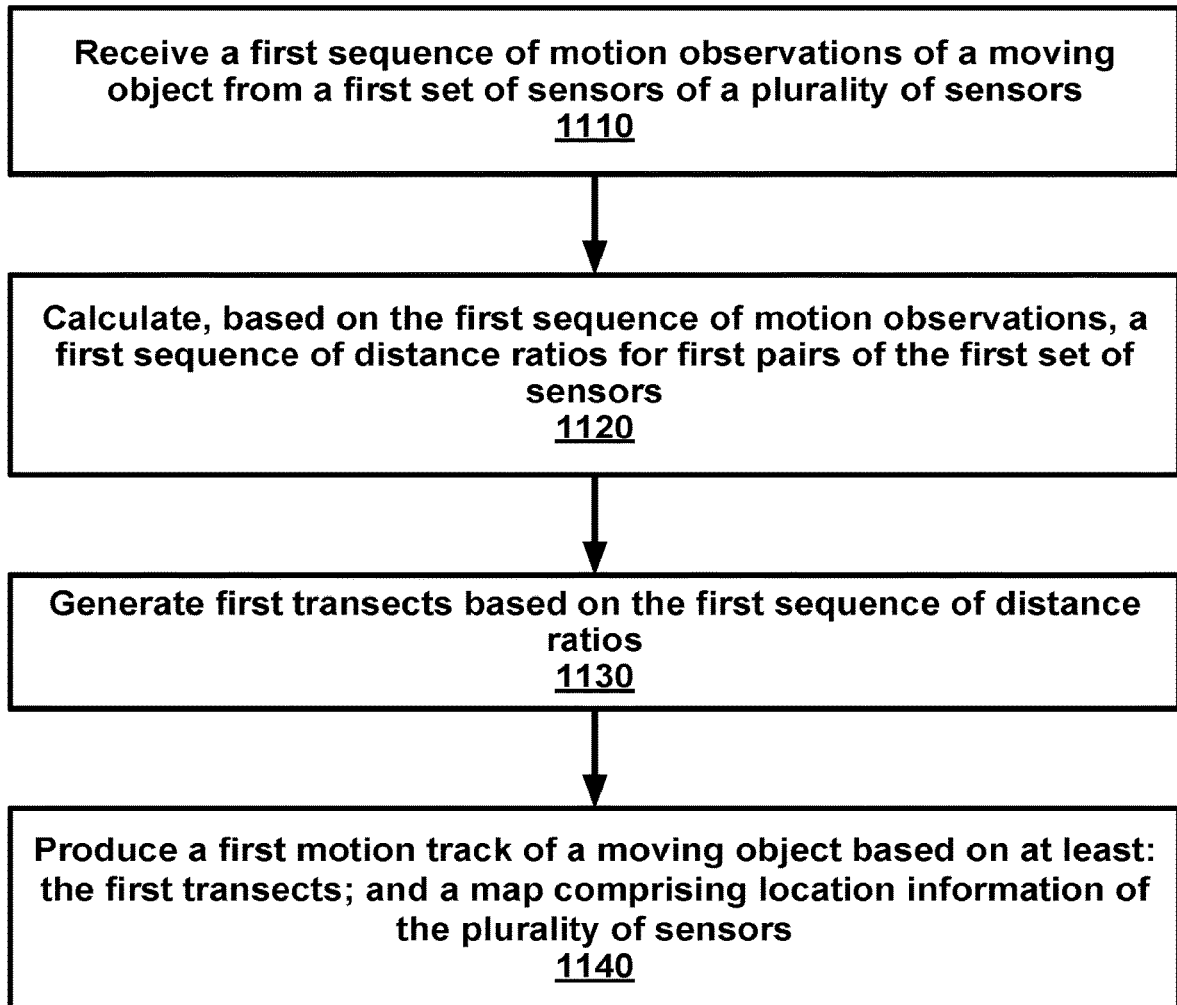 Receive a first sequence of motion observations of a moving
object from a first set of sensors of a plurality of sensors
1110
Calculate, based on the first sequence of motion observations, a
first sequence of distance ratios for first pairs of the first set of
sensors
1120
Generate first transects based on the first sequence of distance
ratios
1130
Produce a first motion track of a moving object based on at least:
the first transects; and a map comprising location information of
the plurality of sensors
1140